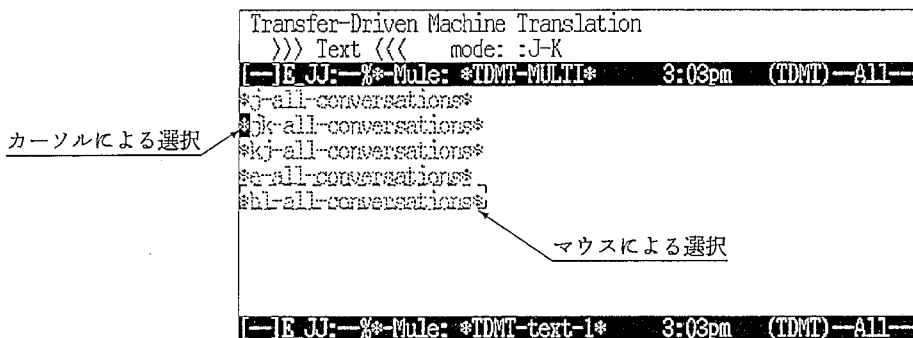 Transfer-Driven Machine Translation
>>> Text <<< mode: :J-K
[--]E_JJ:--%*-Mule: *TDMT-MULTI* 3:03pm (TDMT)--All--
*j-all-conversations*
*jk-all-conversations*
カーソルによる選択
*kj-all-conversations*
*e-all-conversations*
*hl-all-conversations*
マウスによる選択
[--]E_JJ:--%*-Mule: *TDMT-text-1* 3:03pm (TDMT)--All--